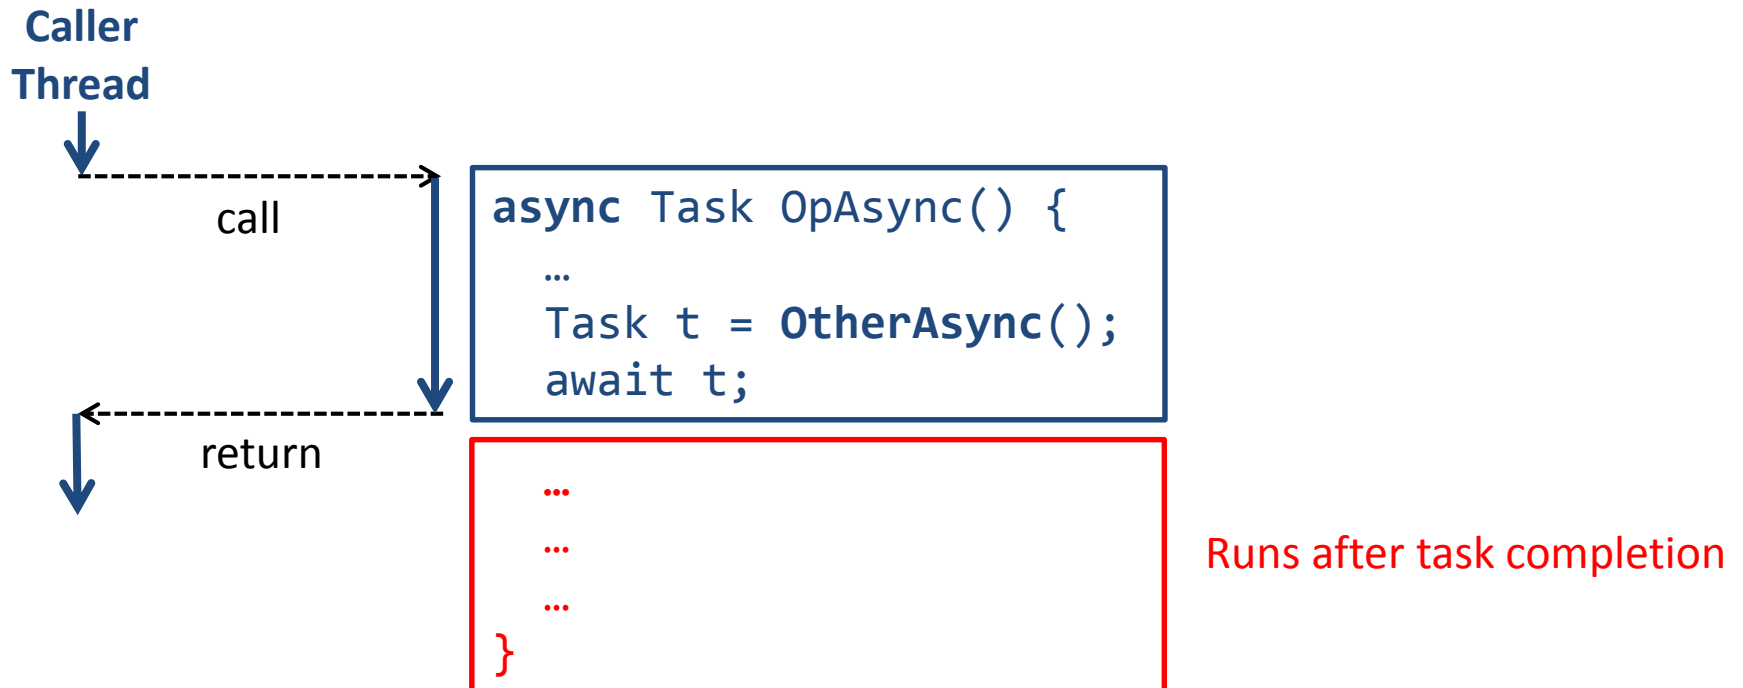 Caller
Thread
call
async Task OpAsync() {
…
Task t = OtherAsync();
await t;
return
…
…
Runs after task completion
…
}